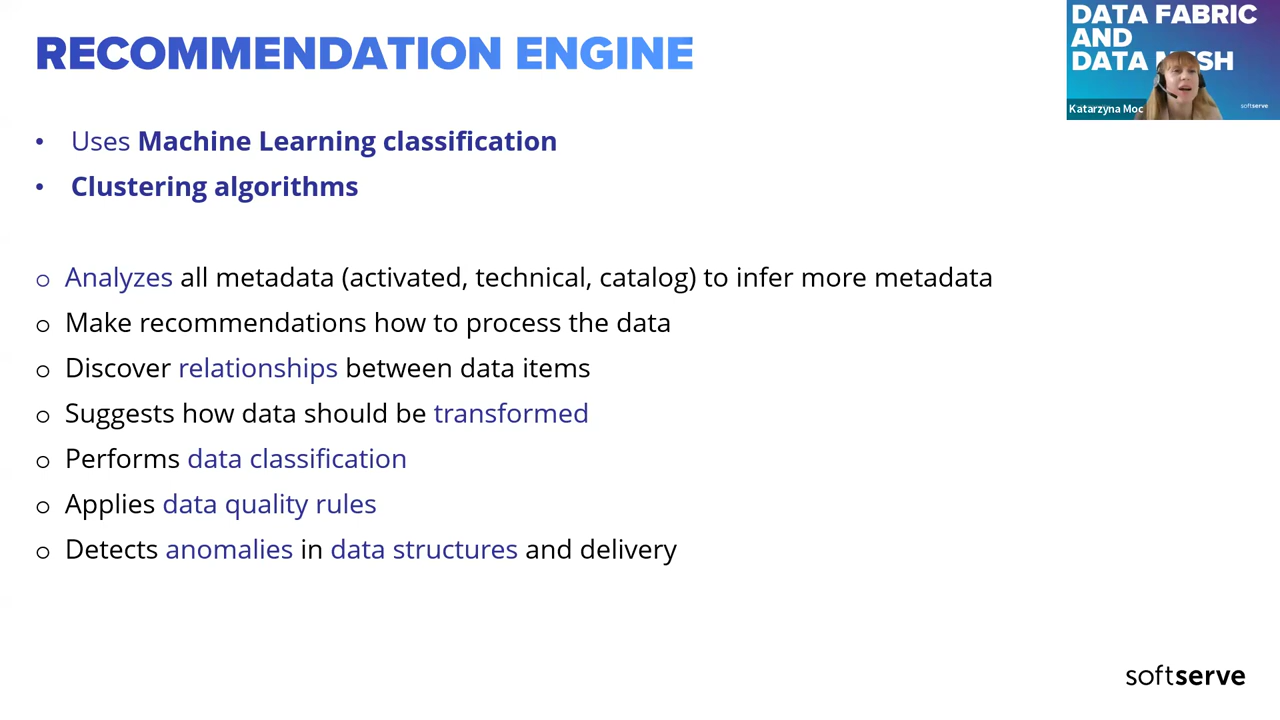 RECOMMENDATION ENGINE
DATA FABRIC
AND
DATA
Katarzyna
softserve
• Uses Machine Learning classification
• Clustering algorithms
o Analyzes all metadata (activated, technical, catalog) to infer more metadata
o Make recommendations how to process the data
o Discover relationships between data items
o Suggests how data should be transformed
o Performs data classification
o Applies data quality rules
o Detects anomalies in data structures and delivery
softserve